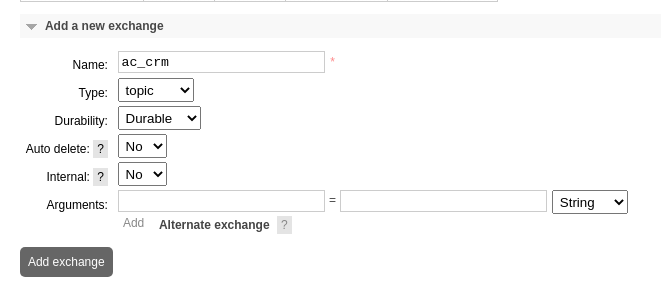 Add a new exchange
Name: ac_crm *
Type: topic
Durability: Durable
Auto delete: ? No
Internal: ? No
Arguments: = String
Add Alternate exchange ?
Add exchange